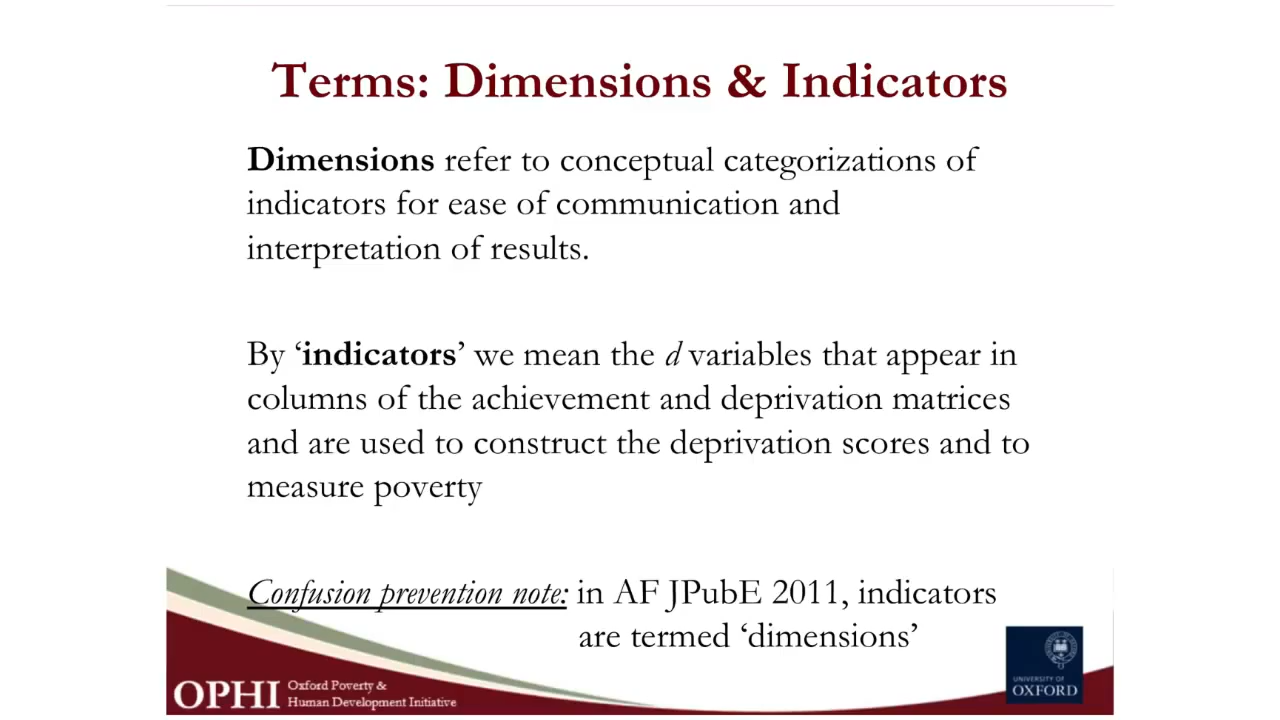 Terms: Dimensions & Indicators
Dimensions refer to conceptual categorizations of
indicators for ease of communication and
interpretation of results.
By ‘indicators’ we mean the d variables that appear in
columns of the achievement and deprivation matrices
and are used to construct the deprivation scores and to
measure poverty
Confusion prevention note: in AF JPubE 2011, indicators
are termed ‘dimensions’
OPHI
Oxford Poverty &
Human Development Initiative
UNIVERSITY OF
OXFORD